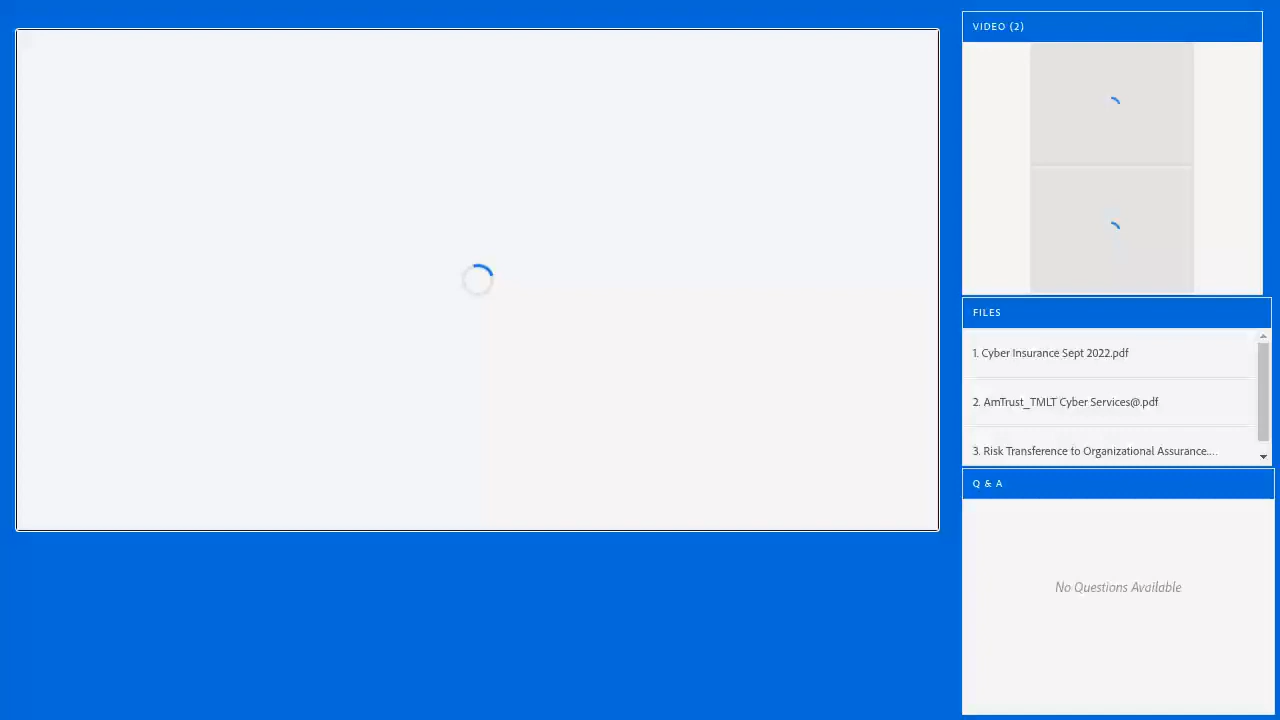 VIDEO (2)
FILES
1. Cyber Insurance Sept 2022.pdf
2. AmTrust_TMLT Cyber Services@.pdf
3. Risk Transference to Organizational Assurance....
Q & A
No Questions Available